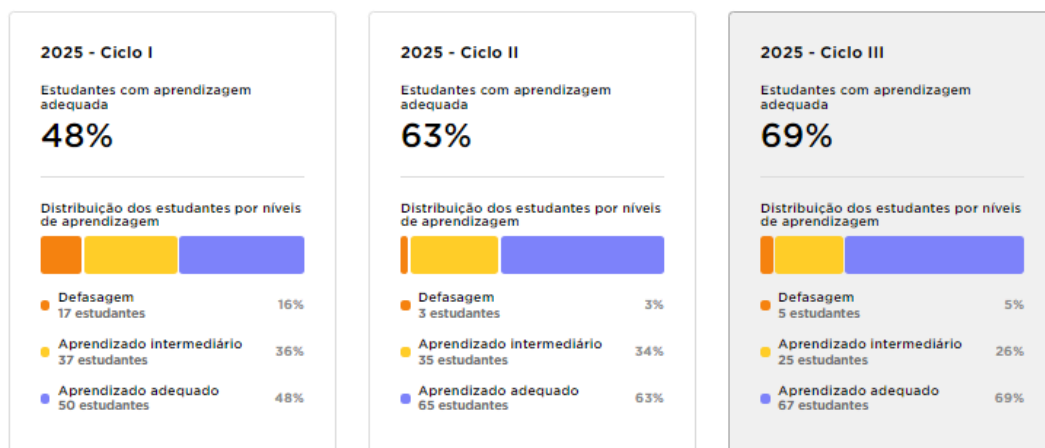 2025 - Ciclo I
Estudantes com aprendizagem
adequada
48%
Distribuição dos estudantes por níveis
de aprendizagem
Defasagem
17 estudantes
16%
Aprendizado intermediário
37 estudantes
36%
Aprendizado adequado
50 estudantes
48%
2025 - Ciclo II
Estudantes com aprendizagem
adequada
63%
Distribuição dos estudantes por níveis
de aprendizagem
Defasagem
3 estudantes
3%
Aprendizado intermediário
35 estudantes
34%
Aprendizado adequado
65 estudantes
63%
2025 - Ciclo III
Estudantes com aprendizagem
adequada
69%
Distribuição dos estudantes por níveis
de aprendizagem
Defasagem
5 estudantes
5%
Aprendizado intermediário
25 estudantes
26%
Aprendizado adequado
67 estudantes
69%